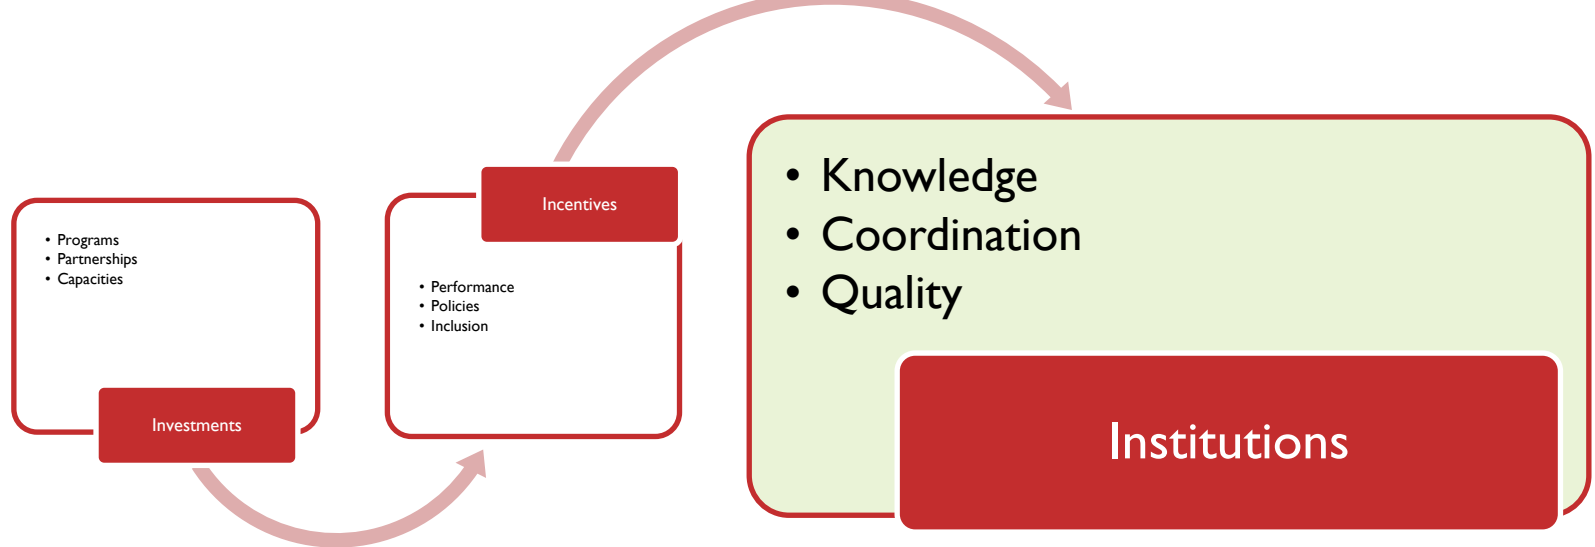 • Programs
• Partnerships
• Capacities
Investments
Incentives
• Performance
• Policies
• Inclusion
• Knowledge
• Coordination
• Quality
Institutions